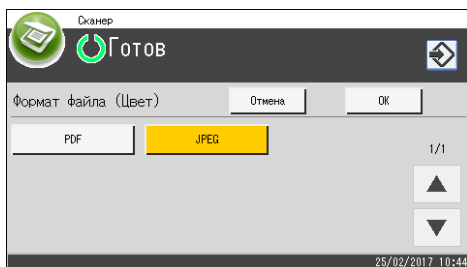 Сканер
Готов
Формат файла (Цвет)
Отмена
OK
PDF
JPEG
1/1
25/02/2017 10:44